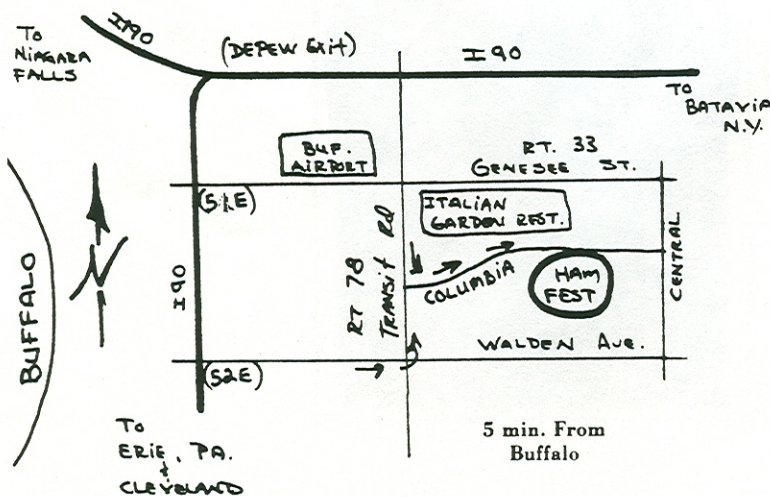 To
NIAGARA
FALLS
I190
(DEPEW Exit)
I 90
To
BATAVIA
N.Y.
BUF.
AIRPORT
RT. 33
GENESEE ST.
(51E)
ITALIAN
GARDEN REST.
BUFFALO
N
I90
RT 78
TRANSIT RD
COLUMBIA
HAM
FEST
CENTRAL
WALDEN AVE.
(52E)
To
ERIE, PA.
&
CLEVELAND
5 min. From
Buffalo